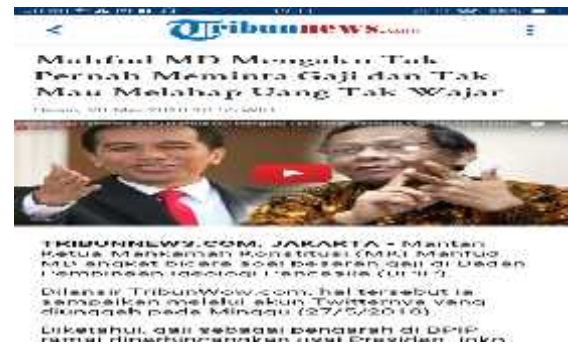 Tribunnews.com
Mahfud MD Mengaku Tak
Pernah Meminta Gaji dan Tak
Mau Melahap Uang Tak Wajar
TRIBUNNEWS.COM, JAKARTA - Mantan
Ketua Mahkamah Konstitusi (MK) Mahfud
MD angkat bicara soal besaran gaji di Badan
Pembinaan Ideologi Pancasila (BPIP).
Dilansir TribunWow.com, hal tersebut ia
sampaikan melalui akun Twitternya yang
diunggah pada Minggu (27/5/2018).
Diketahui, gaji sebagai pengarah di BPIP
ramai diperbincangkan usai Presiden Joko